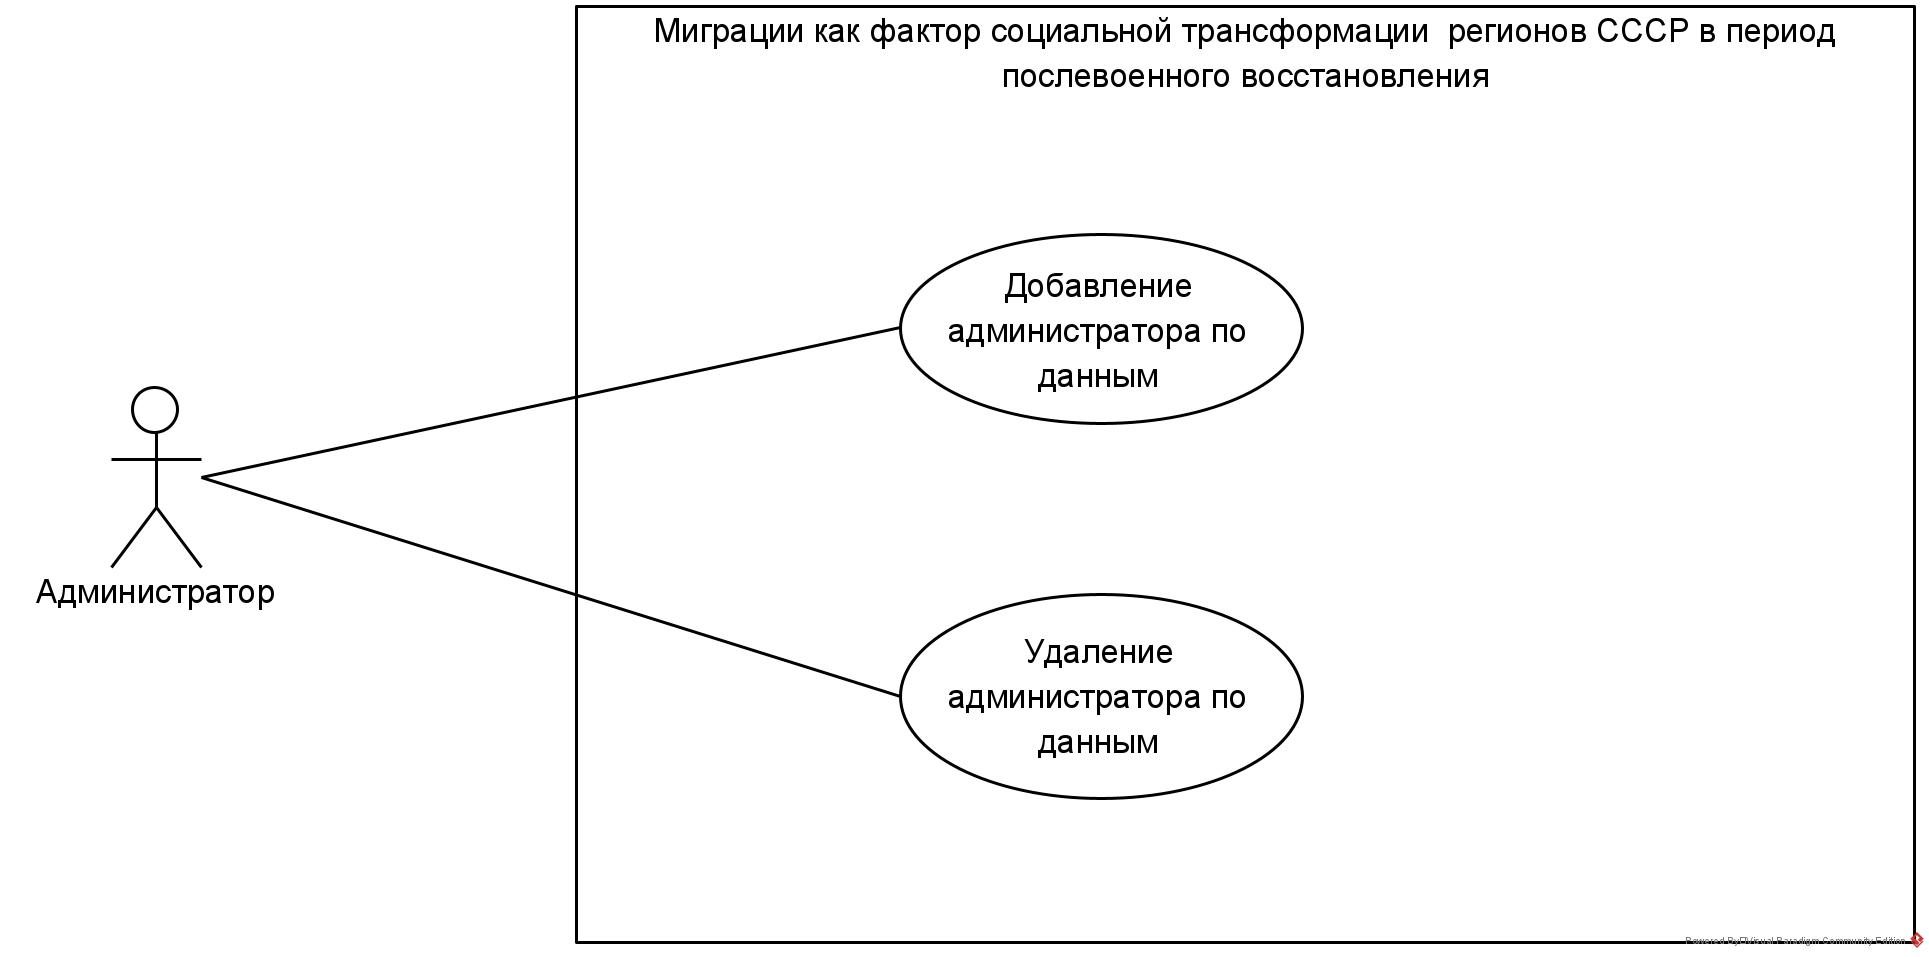 Миграции как фактор социальной трансформации  регионов СССР в период
послевоенного восстановления
Добавление
администратора по
данным
Администратор
Удаление
администратора по
данным
Powered By Visual Paradigm Community Edition